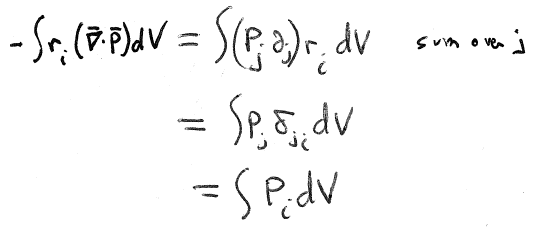 -∫r_i(∇⃗·P⃗)dV = ∫(P_j ∂_j)r_i dV sum over j
= ∫P_j δ_ji dV
= ∫P_i dV